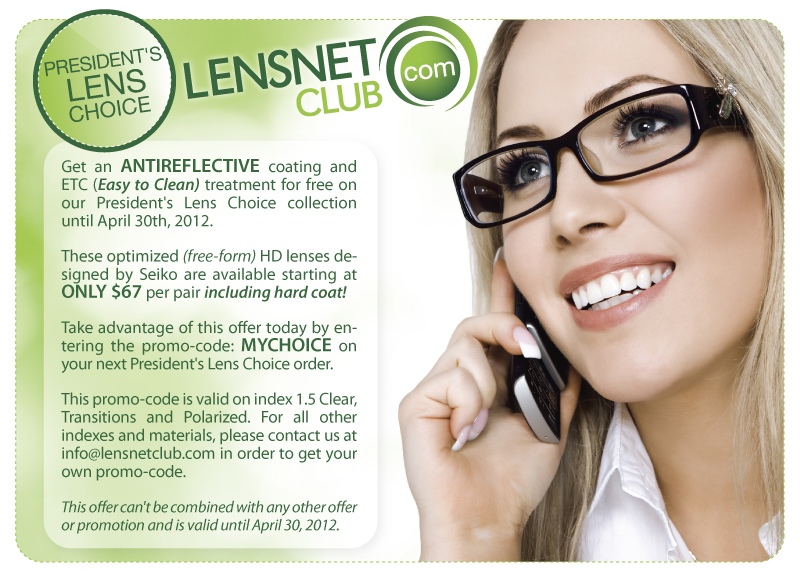 PRESIDENT'S
LENS
CHOICE
LENSNET
CLUB
com
Get an ANTIREFLECTIVE coating and
ETC (Easy to Clean) treatment for free on
our President's Lens Choice collection
until April 30th, 2012.
These optimized (free-form) HD lenses de-
signed by Seiko are available starting at
ONLY $67 per pair including hard coat!
Take advantage of this offer today by en-
tering the promo-code: MYCHOICE on
your next President's Lens Choice order.
This promo-code is valid on index 1.5 Clear,
Transitions and Polarized. For all other
indexes and materials, please contact us at
info@lensnetclub.com in order to get your
own promo-code.
This offer can't be combined with any other offer
or promotion and is valid until April 30, 2012.